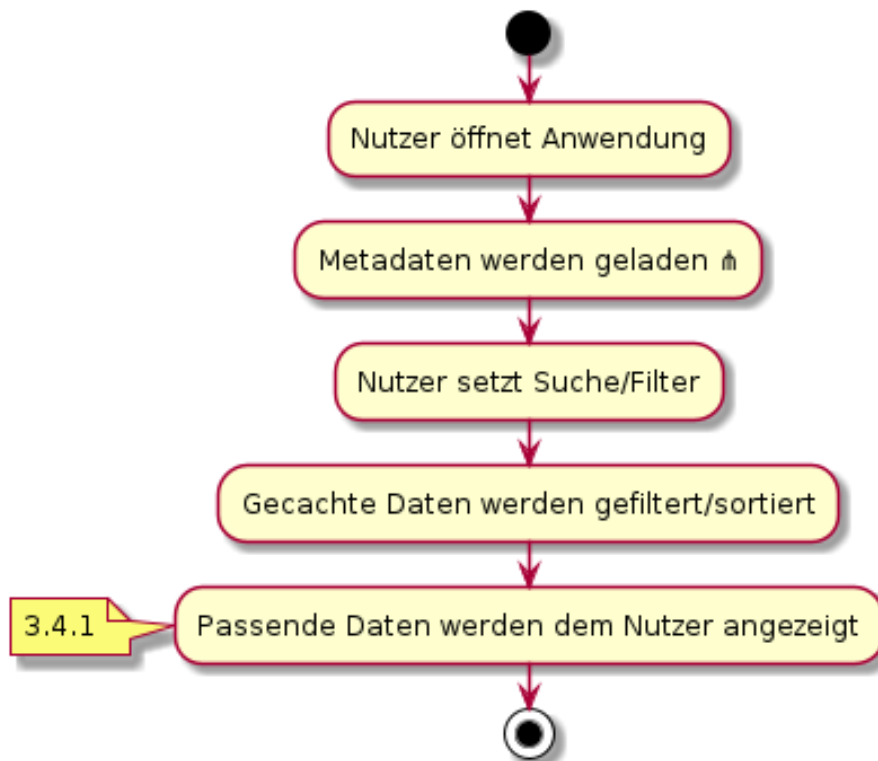 Nutzer öffnet Anwendung
Metadaten werden geladen ⋔
Nutzer setzt Suche/Filter
Gecachte Daten werden gefiltert/sortiert
3.4.1
Passende Daten werden dem Nutzer angezeigt